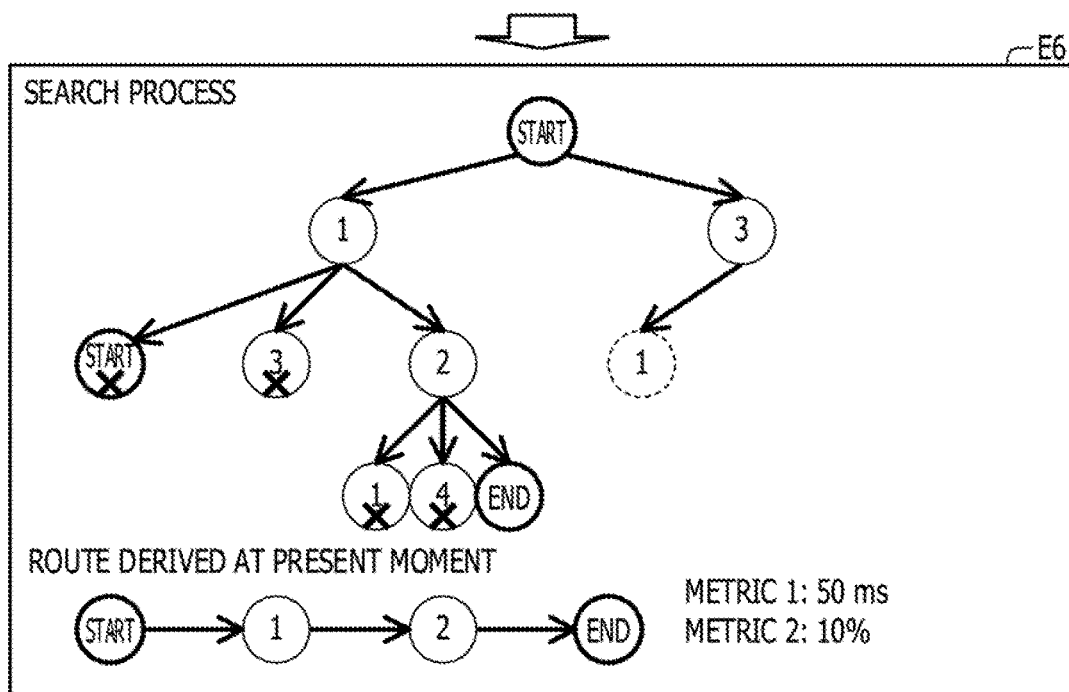 E6
SEARCH PROCESS
START
1 3
START 3 2 1
1 4 END
ROUTE DERIVED AT PRESENT MOMENT
START 1 2 END
METRIC 1: 50 ms
METRIC 2: 10%